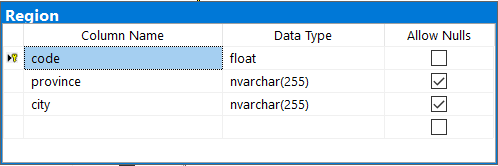 Region
Column Name Data Type Allow Nulls
code float
province nvarchar(255)
city nvarchar(255)